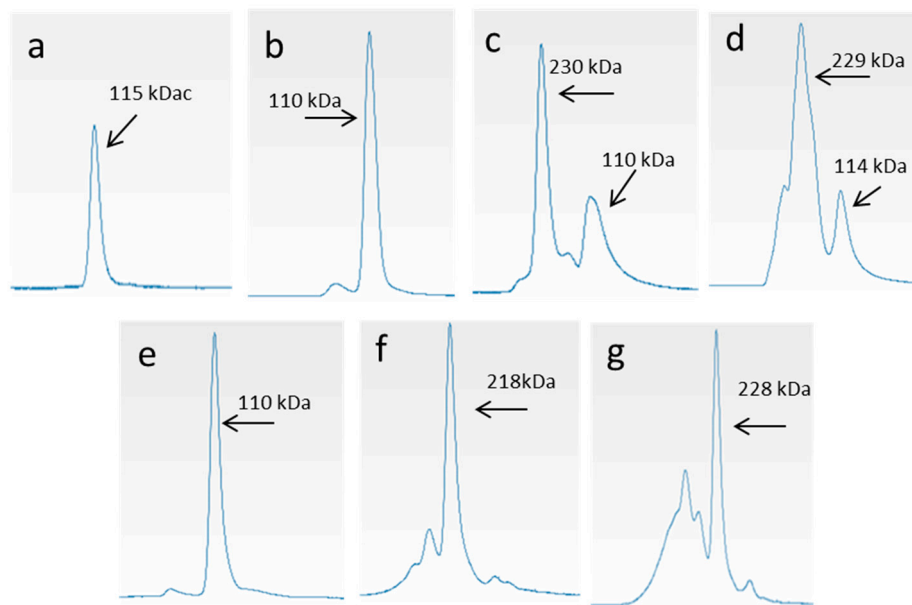 a
115 kDac
b
110 kDa
c
230 kDa
110 kDa
d
229 kDa
114 kDa
e
110 kDa
f
218kDa
g
228 kDa